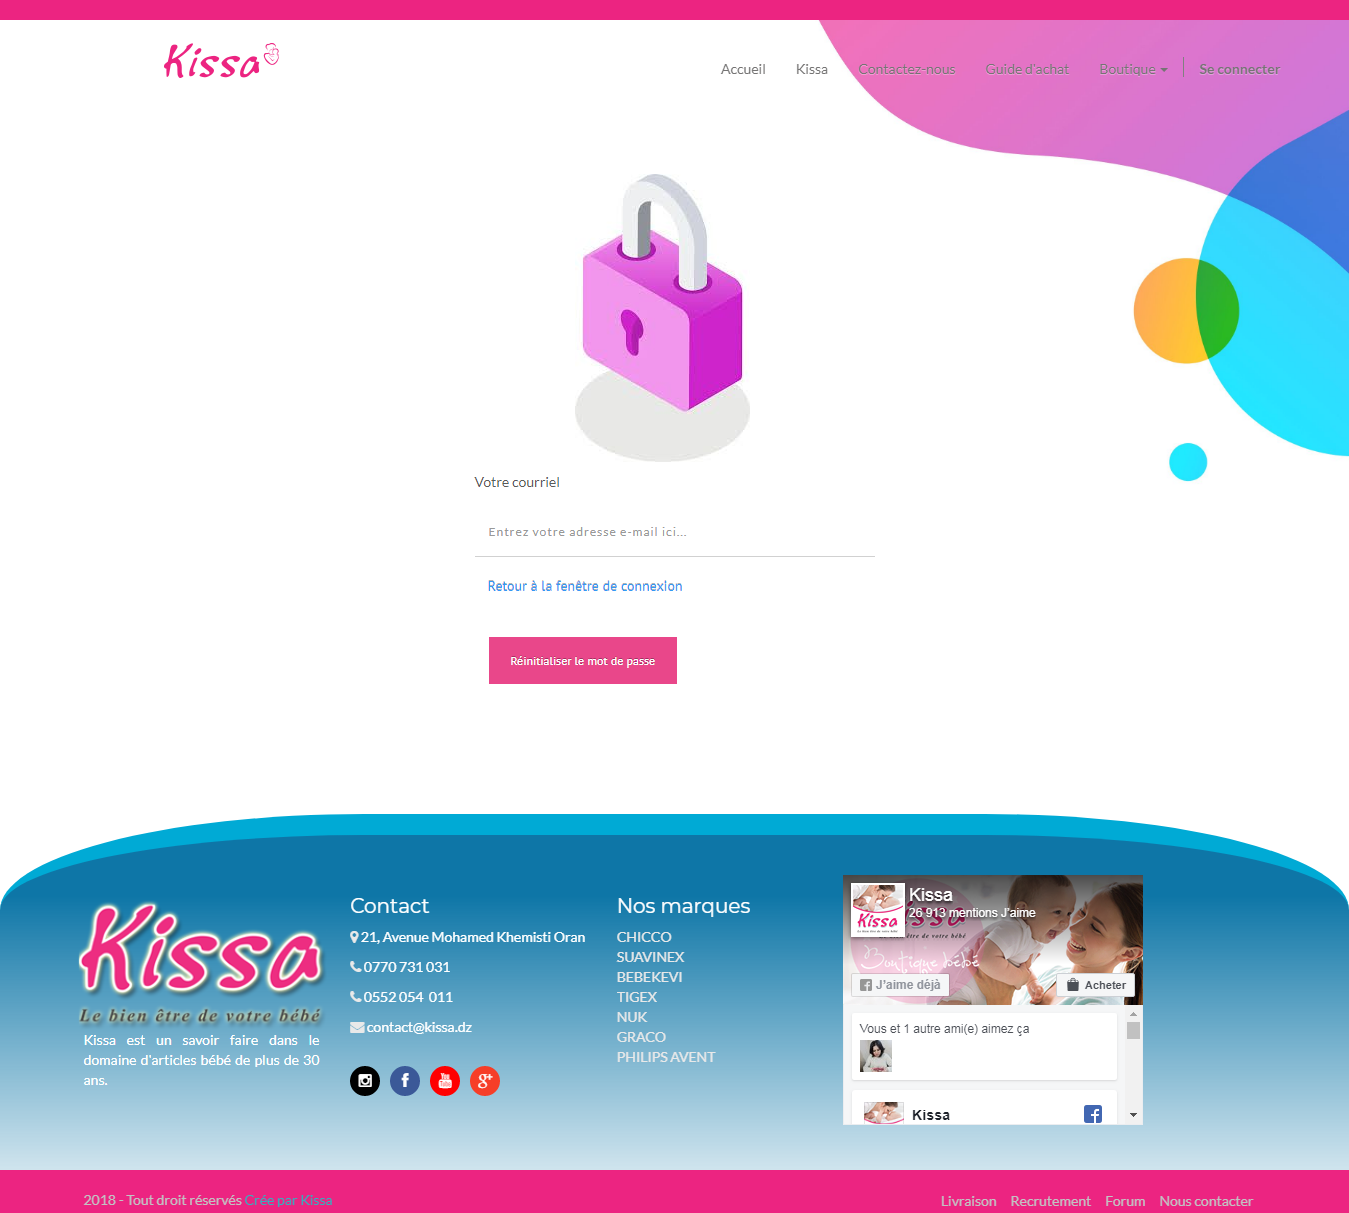 Kissa
Accueil Kissa Contactez-nous Guide d'achat Boutique Se connecter
Votre courriel
Entrez votre adresse e-mail ici...
Retour à la fenêtre de connexion
Réinitialiser le mot de passe
Kissa
Le bien être de votre bébé
Kissa est un savoir faire dans le
domaine d'articles bébé de plus de 30
ans.
Contact
21, Avenue Mohamed Khemisti Oran
0770 731 031
0552 054 011
contact@kissa.dz
Nos marques
CHICCO
SUAVINEX
BEBEKEVI
TIGEX
NUK
GRACO
PHILIPS AVENT
Kissa
26 913 mentions J'aime
Kissa
être de votre bébé
Boutique bébé
J'aime déjà
Acheter
Vous et 1 autre ami(e) aimez ça
Kissa
2018 - Tout droit réservés Crée par Kissa
Livraison Recrutement Forum Nous contacter